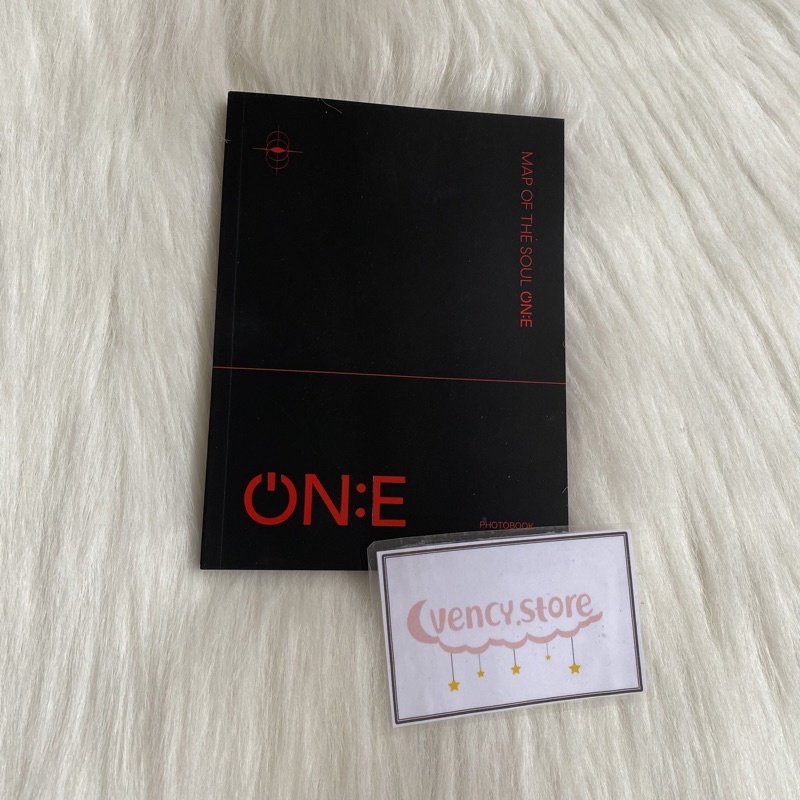 MAP OF THE SOUL ON:E
ON:E
PHOTOBOOK
vency.store